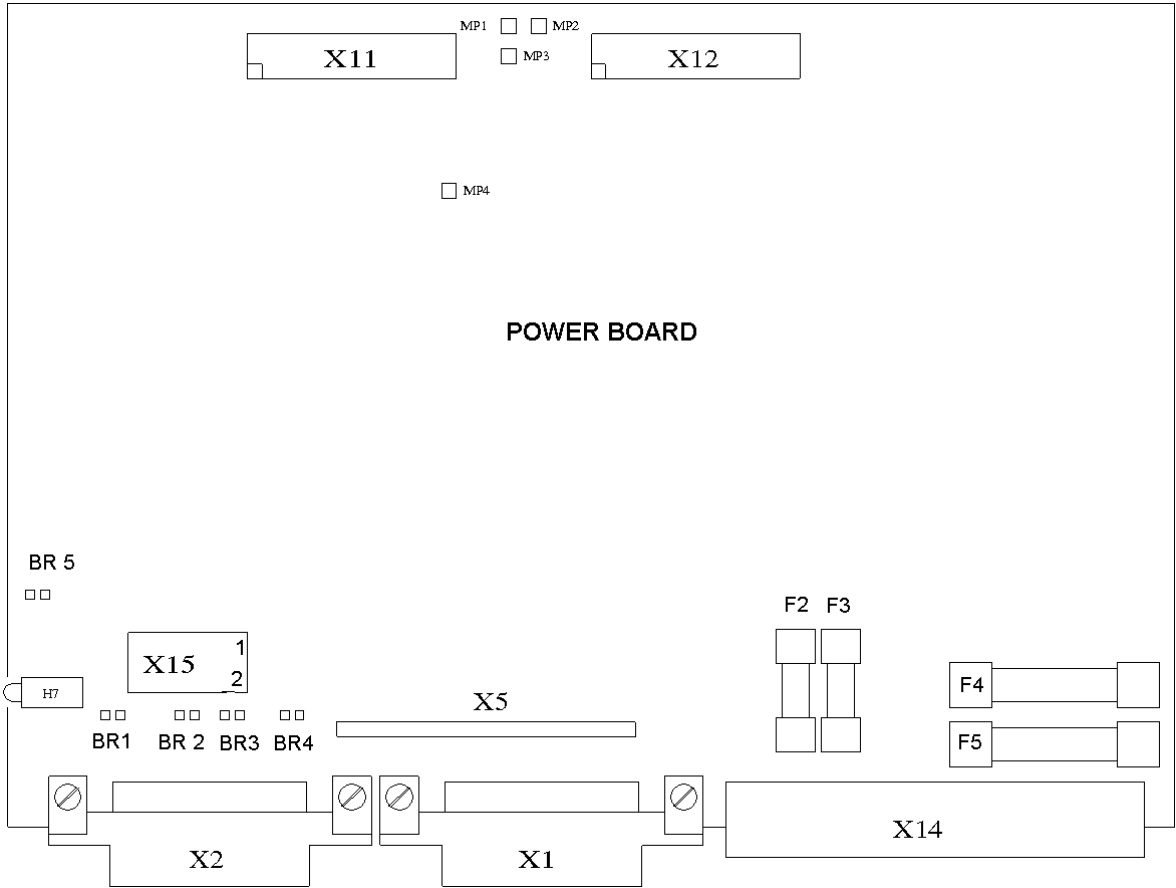 MP1 MP2
X11 MP3 X12
MP4
POWER BOARD
BR 5
F2 F3
1
X15
2
H7
F4
X5
BR1 BR 2 BR3 BR4
F5
X14
X2 X1